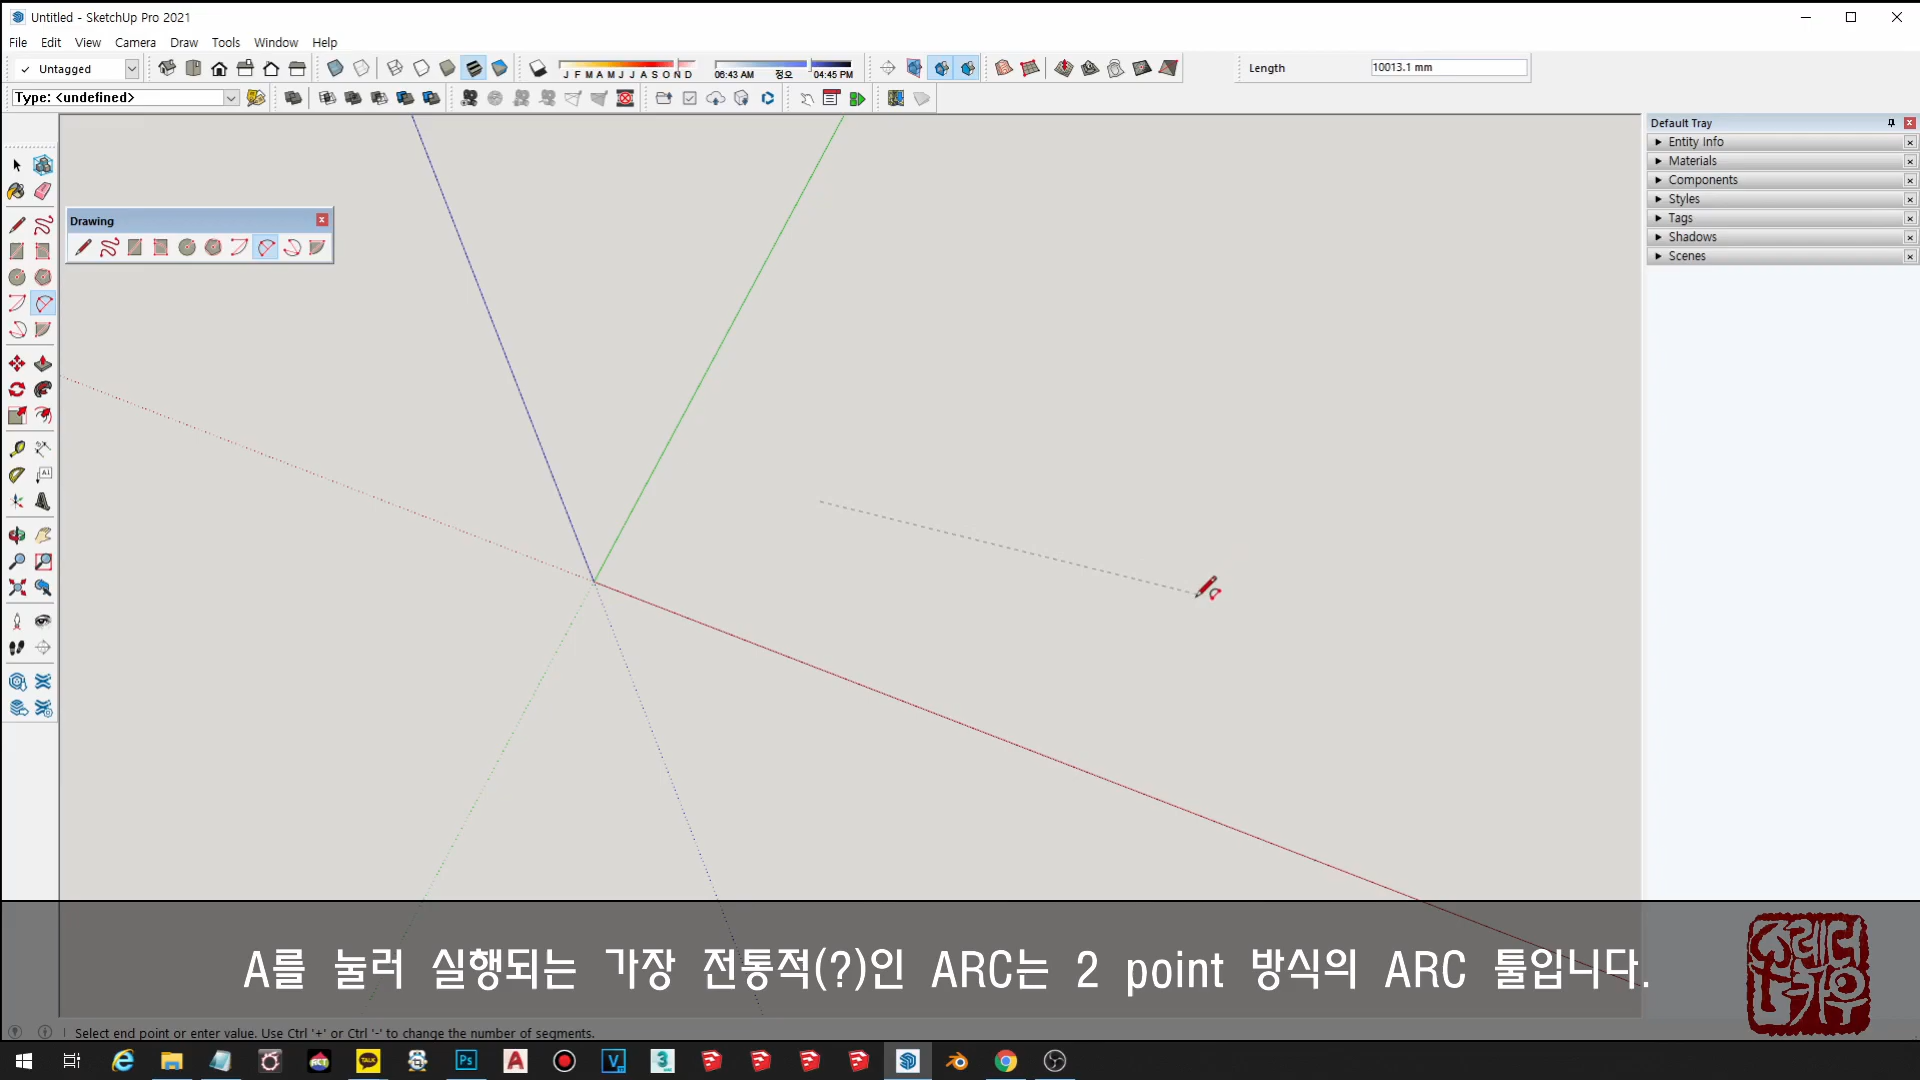 Untitled - SketchUp Pro 2021
File Edit View Camera Draw Tools Window Help
Untagged
J F M A M J J A S O N D
06:43 AM 정오 04:45 PM
Length 10013.1 mm
Type: <undefined>
Default Tray
Entity Info
Materials
Components
Styles
Tags
Shadows
Scenes
Drawing
A를 눌러 실행되는 가장 전통적(?)인 ARC는 2 point 방식의 ARC 툴입니다.
Select end point or enter value. Use Ctrl '+' or Ctrl '-' to change the number of segments.